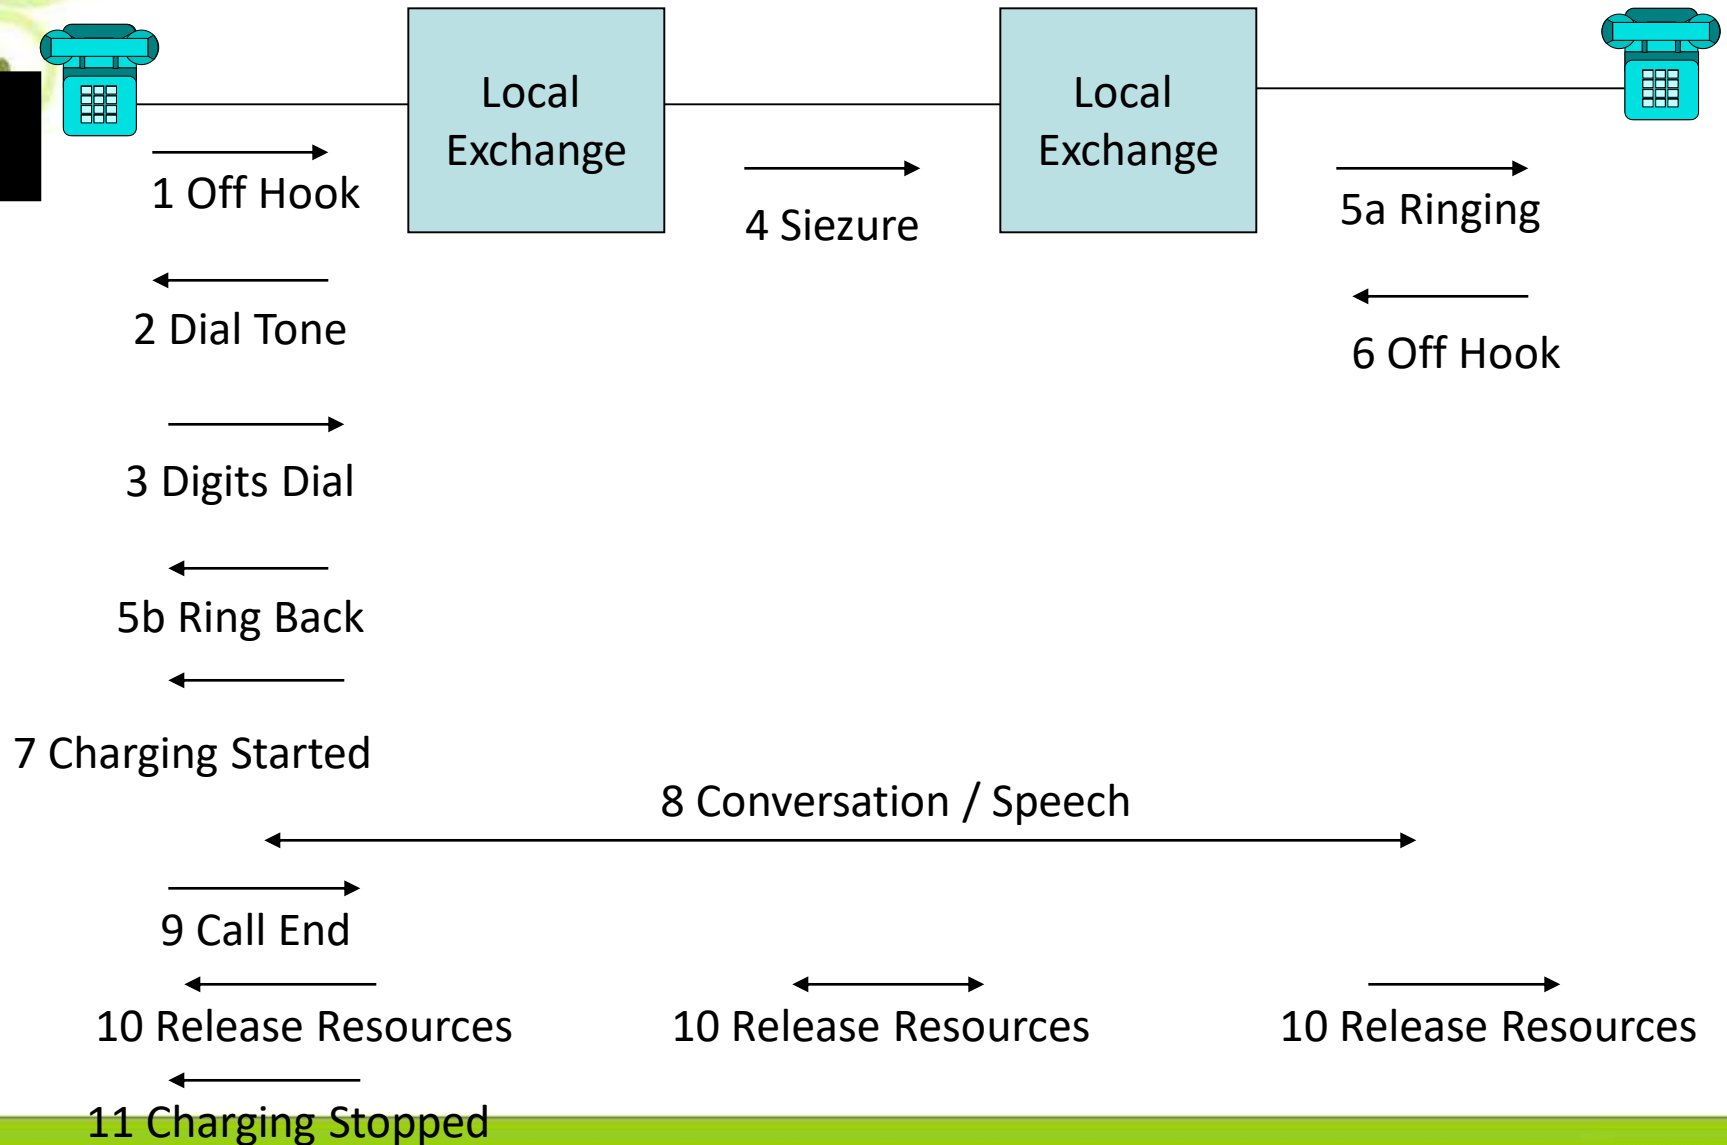 Local
Exchange
Local
Exchange
1 Off Hook
4 Siezure
5a Ringing
2 Dial Tone
6 Off Hook
3 Digits Dial
5b Ring Back
7 Charging Started
8 Conversation / Speech
9 Call End
10 Release Resources
10 Release Resources
10 Release Resources
11 Charging Stopped